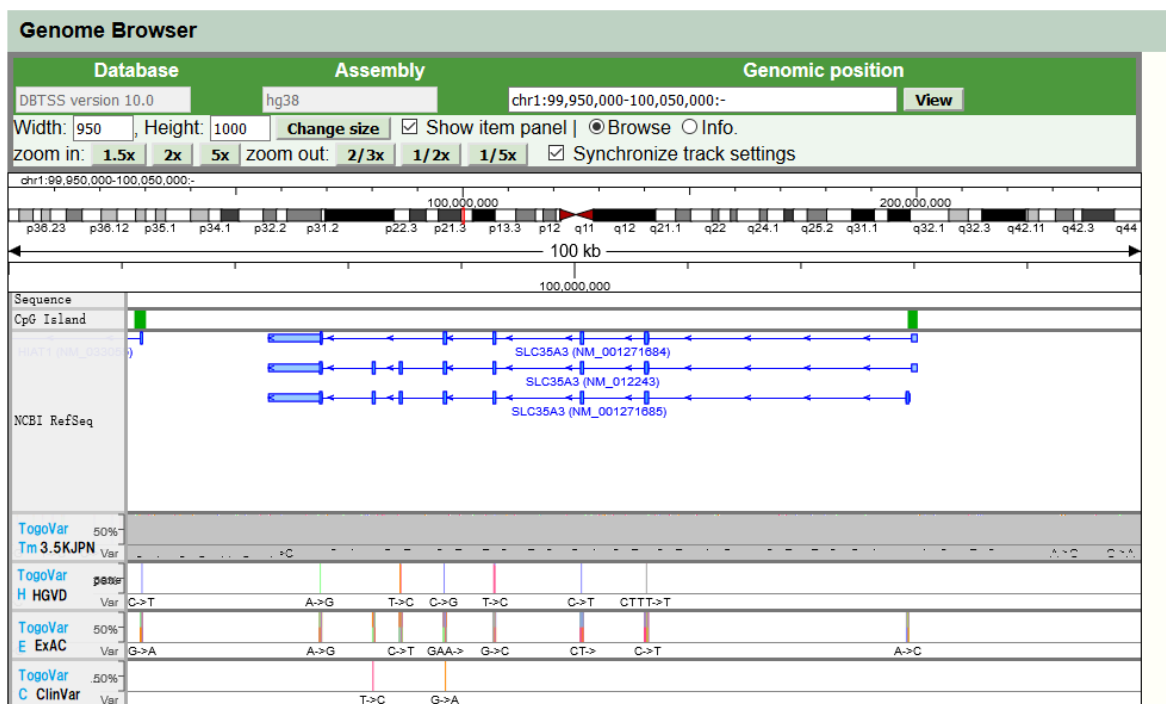 Genome Browser
Database Assembly Genomic position
DBTSS version 10.0 hg38 chr1:99,950,000-100,050,000:- View
Width: 950 , Height: 1000 Change size Show item panel | Browse Info.
zoom in: 1.5x 2x 5x zoom out: 2/3x 1/2x 1/5x Synchronize track settings
chr1:99,950,000-100,050,000:-
100,000,000 200,000,000
p36.23 p36.12 p35.1 p34.1 p32.2 p31.2 p22.3 p21.3 p13.3 p12 q11 q12 q21.1 q22 q24.1 q25.2 q31.1 q32.1 q32.3 q42.11 q42.3 q44
100 kb
100,000,000
Sequence
CpG Island
HIAT1 (NM_033055)
SLC35A3 (NM_001271684)
SLC35A3 (NM_012243)
SLC35A3 (NM_001271685)
NCBI RefSeq
TogoVar 50%
Tm 3.5KJPN Var ->C A->C C->A
TogoVar
H HGVD Var C->T A->G T->C C->G T->C C->T CTTT->T
TogoVar 50%
E ExAC Var G->A A->G C->T GAA-> G->C CT-> C->T A->C
TogoVar 50%
C ClinVar Var T->C G->A